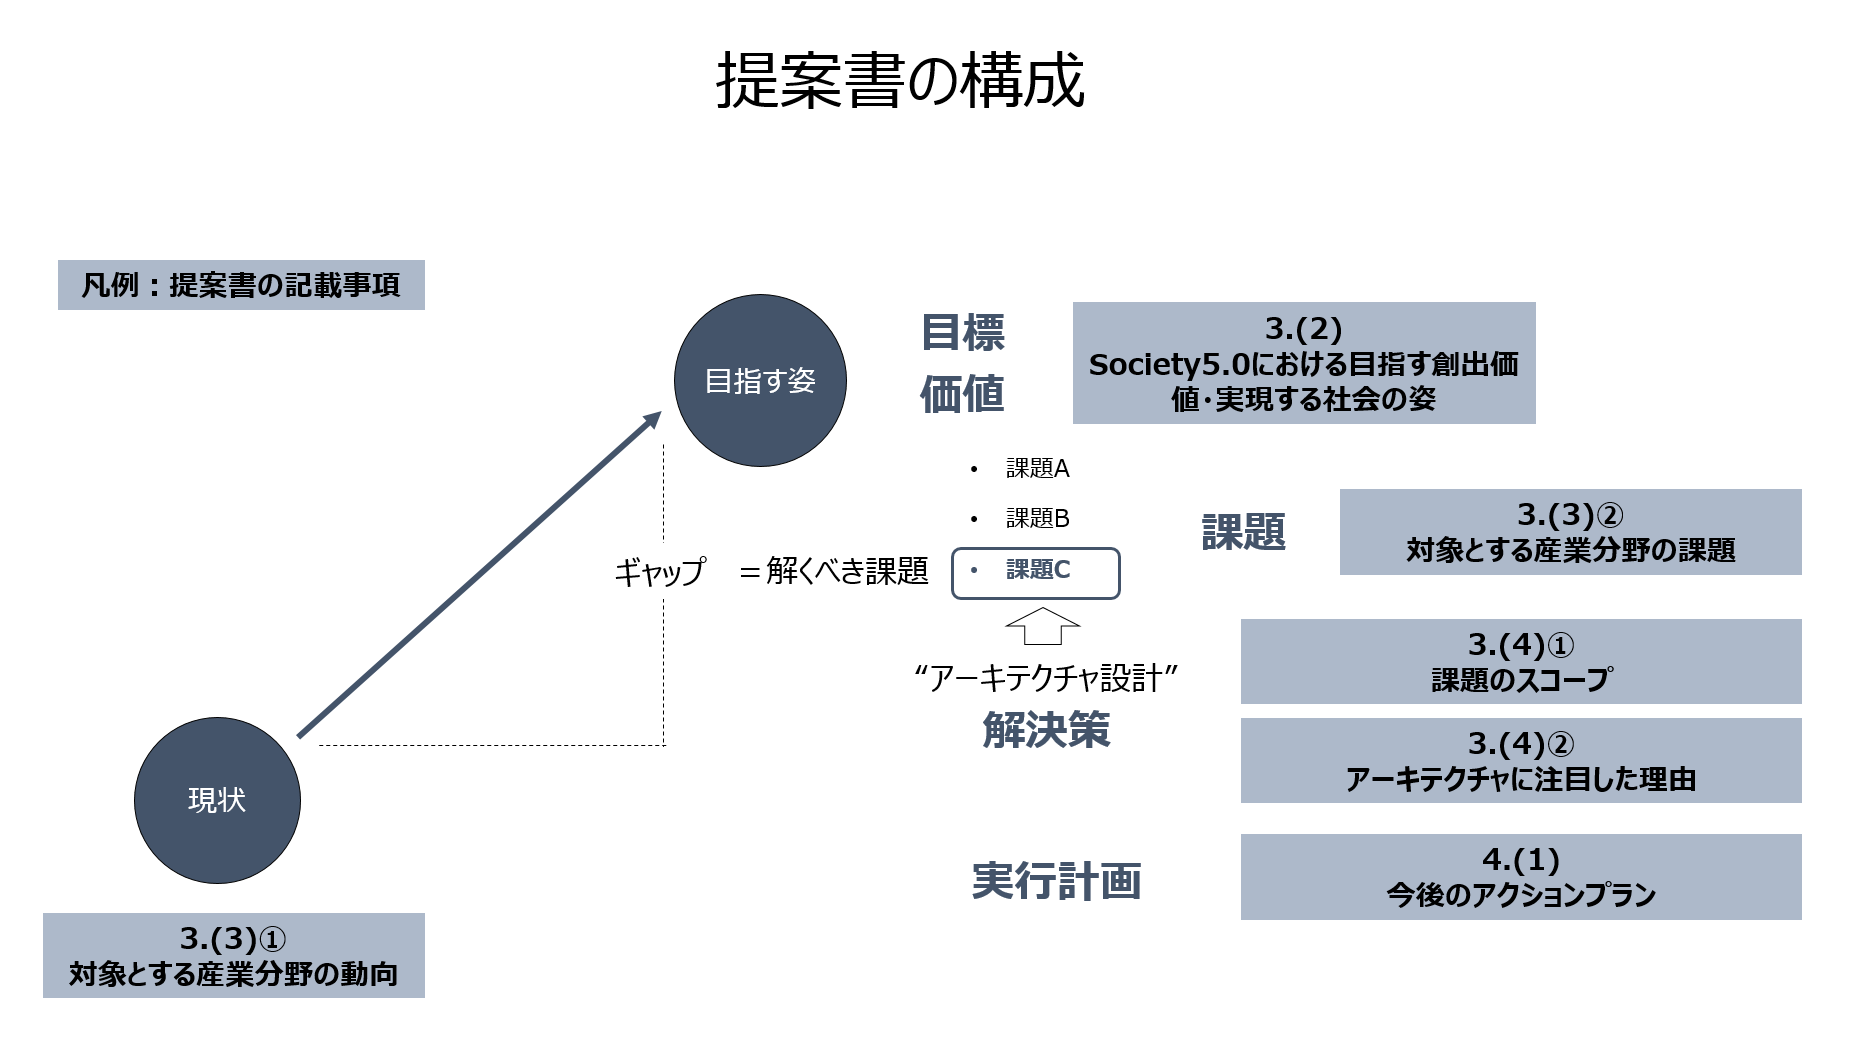 提案書の構成
凡例：提案書の記載事項
目指す姿
目標
価値
3.(2)
Society5.0における目指す創出価
値・実現する社会の姿
• 課題A
• 課題B
• 課題C
課題
3.(3)②
対象とする産業分野の課題
ギャップ ＝解くべき課題
“アーキテクチャ設計”
解決策
3.(4)①
課題のスコープ
3.(4)②
アーキテクチャに注目した理由
現状
実行計画
4.(1)
今後のアクションプラン
3.(3)①
対象とする産業分野の動向